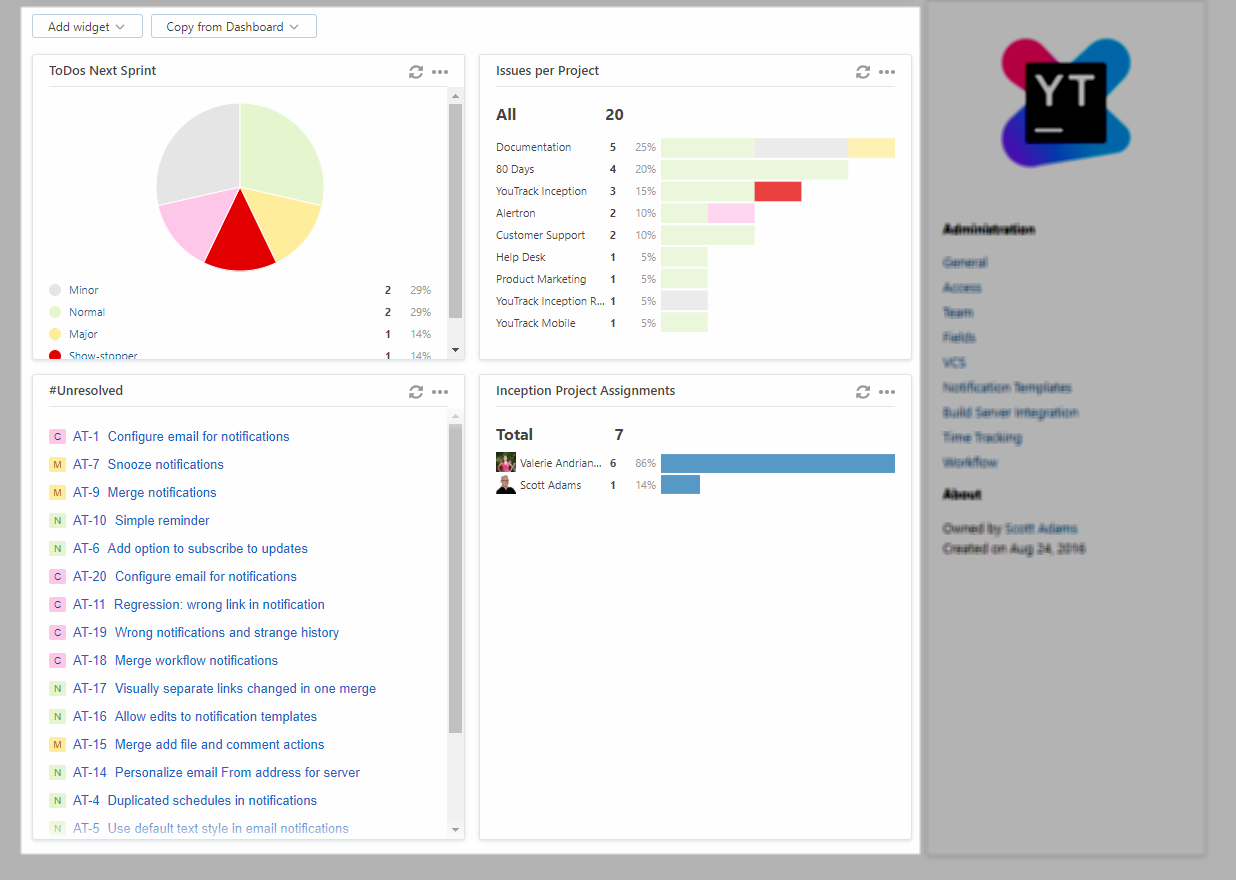 Add widget
Copy from Dashboard
ToDos Next Sprint
Minor 2 29%
Normal 2 29%
Major 1 14%
Show-stopper 1 14%
Issues per Project
All 20
Documentation 5 25%
80 Days 4 20%
YouTrack Inception 3 15%
Alertron 2 10%
Customer Support 2 10%
Help Desk 1 5%
Product Marketing 1 5%
YouTrack Inception R... 1 5%
YouTrack Mobile 1 5%
#Unresolved
C AT-1 Configure email for notifications
M AT-7 Snooze notifications
M AT-9 Merge notifications
N AT-10 Simple reminder
N AT-6 Add option to subscribe to updates
C AT-20 Configure email for notifications
C AT-11 Regression: wrong link in notification
C AT-19 Wrong notifications and strange history
C AT-18 Merge workflow notifications
N AT-17 Visually separate links changed in one merge
N AT-16 Allow edits to notification templates
M AT-15 Merge add file and comment actions
N AT-14 Personalize email From address for server
N AT-4 Duplicated schedules in notifications
N AT-5 Use default text style in email notifications
Inception Project Assignments
Total 7
Valerie Andrian... 6 86%
Scott Adams 1 14%
YT
Administration
General
Access
Team
Fields
VCS
Notification Templates
Build Server Integration
Time Tracking
Workflow
About
Owned by Scott Adams
Created on Aug 24, 2016